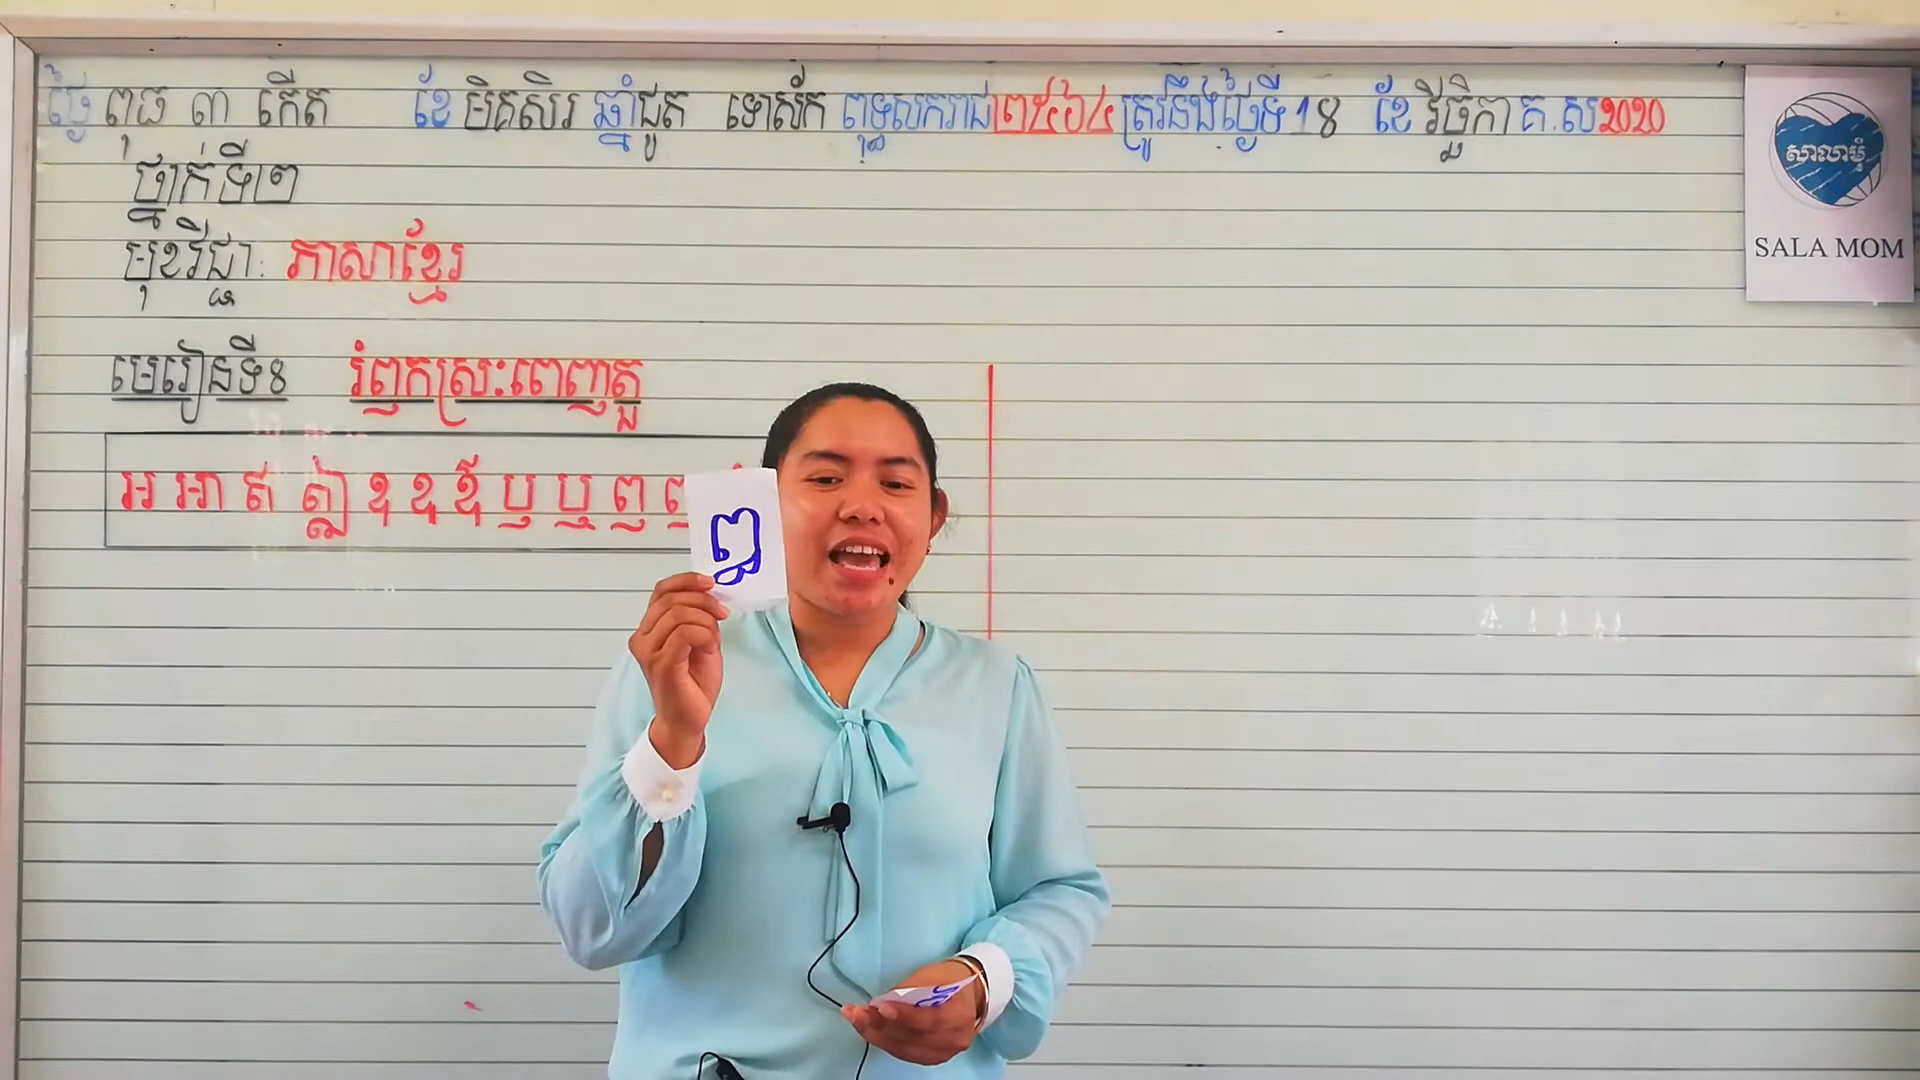 ថ្ងៃ ពុធ ៣ កើត ខែ មិគសិរ ឆ្នាំជូត ទោស័ក ពុទ្ធសករាជ ២៥៦៤ ត្រូវនឹងថ្ងៃទី 18 ខែ វិច្ឆិកា គ.ស 2020
ថ្នាក់ទី២
មុខវិជ្ជា: ភាសាខ្មែរ
មេរៀនទី៖ រំឭកស្រៈពេញតួ
អ អា ឥ ឦ ឧ ឩ ឪ ឫ ឬ ឭ
ឮ
សាលាមុំ
SALA MOM